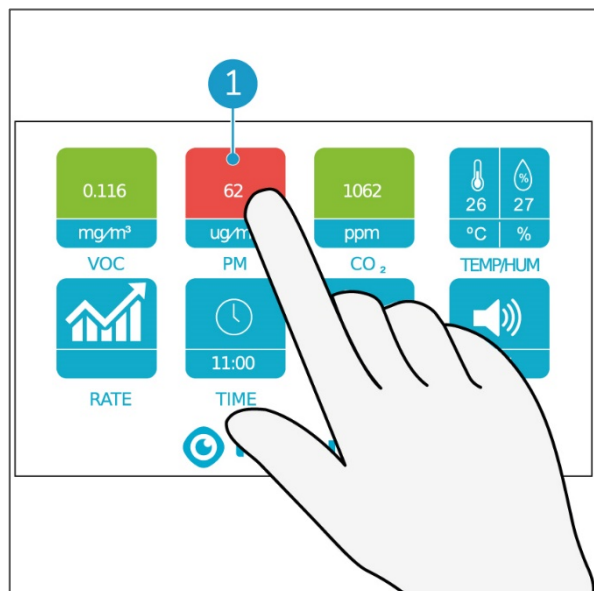 1
0.116
62
1062
%
26
27
mg/m³
ppm
°C
%
VOC
PM
CO₂
TEMP/HUM
11:00
RATE
TIME